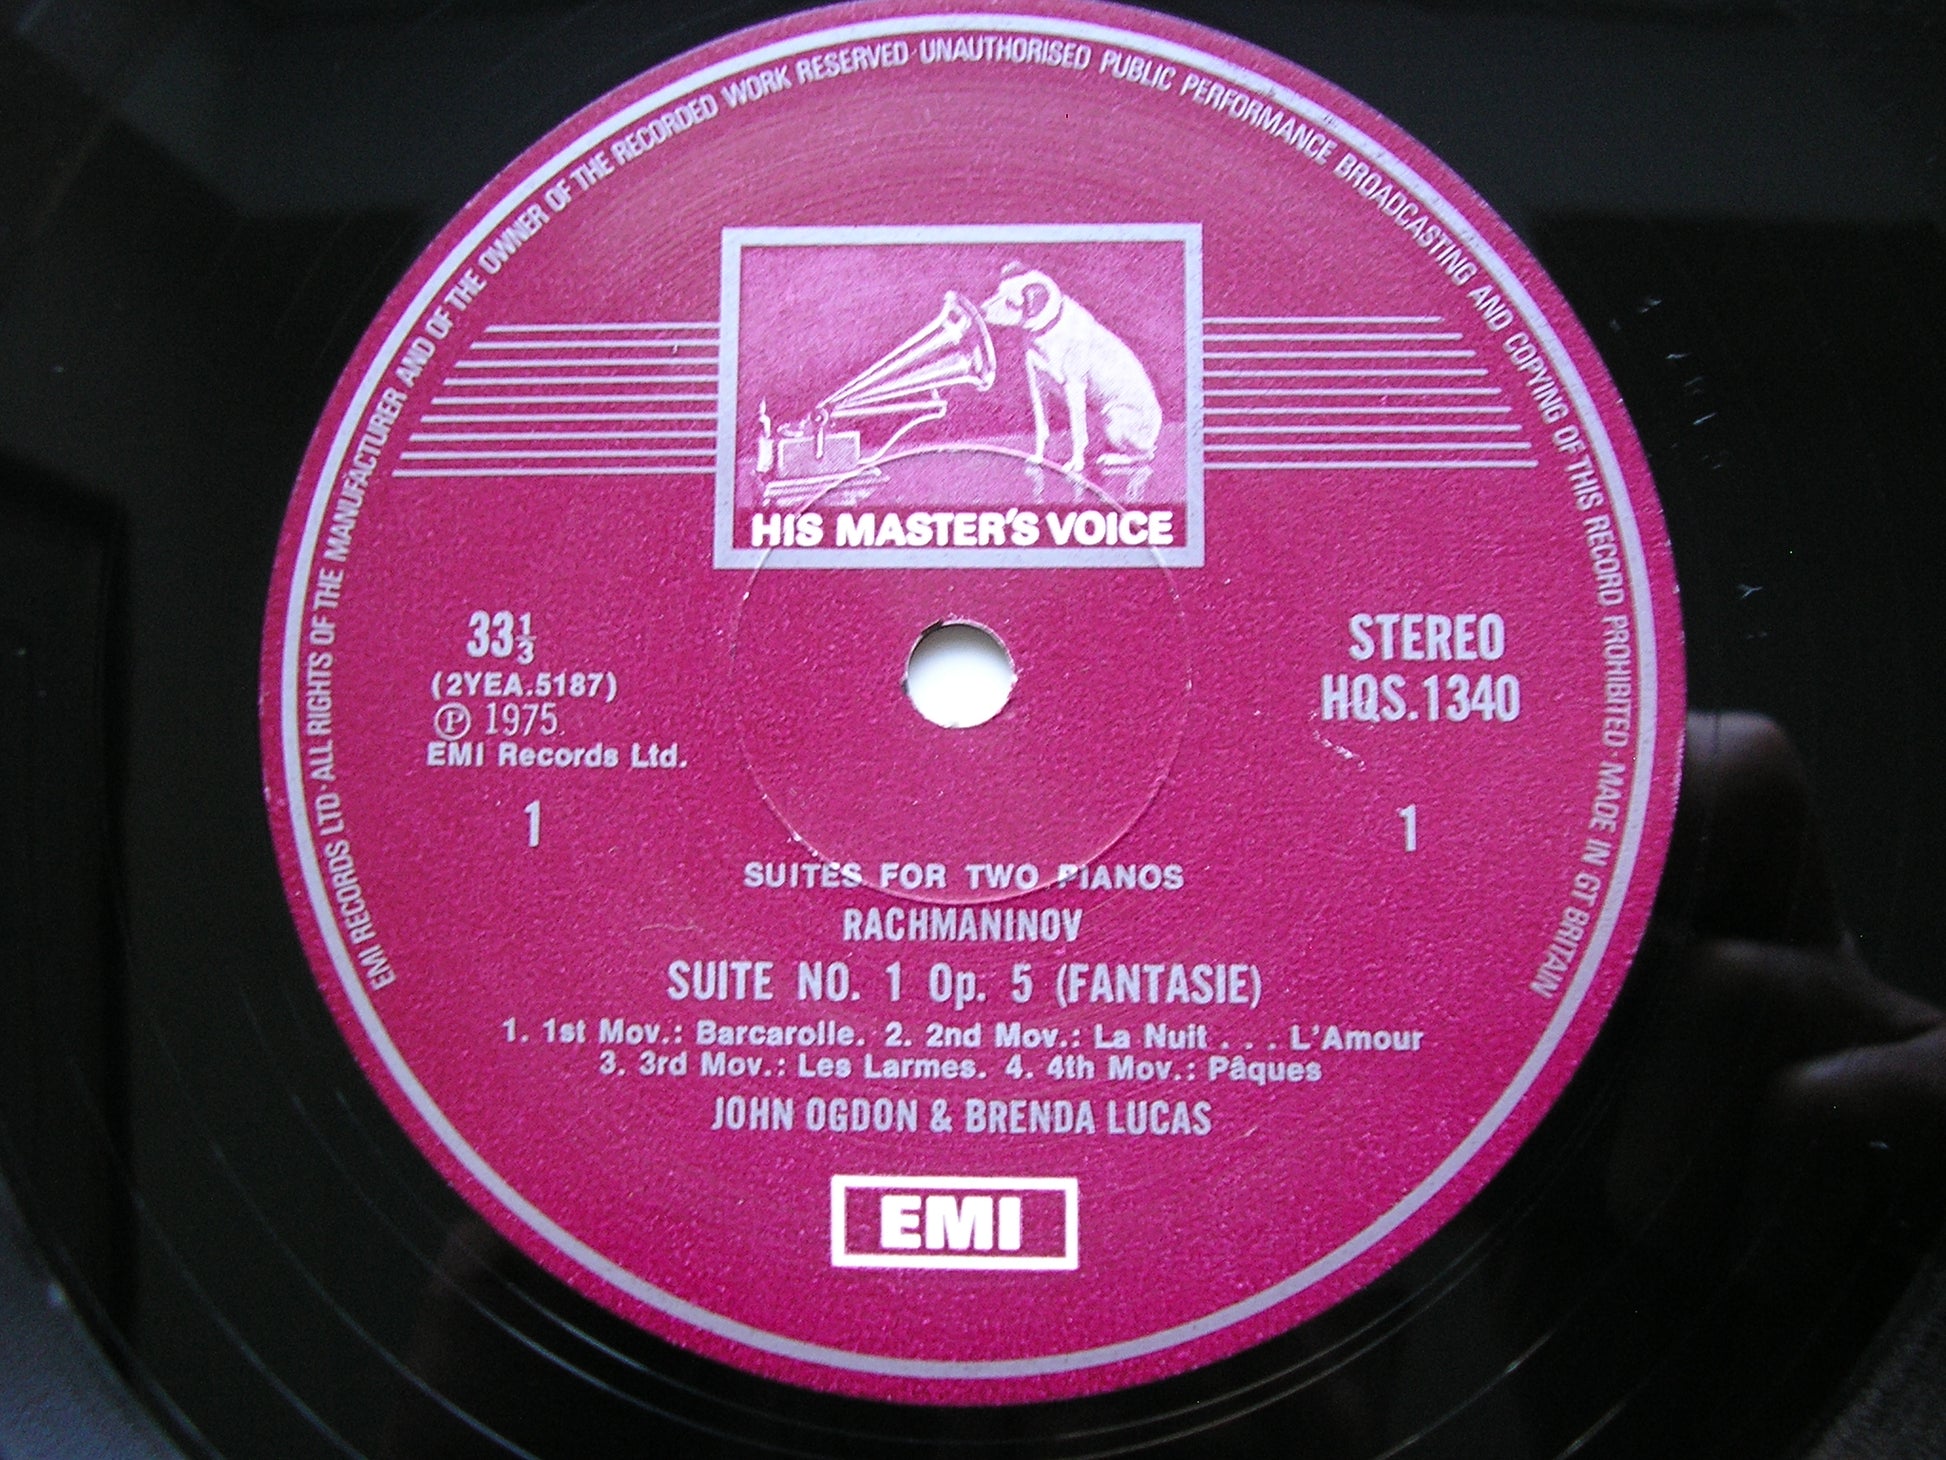 EMI RECORDS LTD · ALL RIGHTS OF THE MANUFACTURER AND OF THE OWNER OF THE RECORDED WORK RESERVED · UNAUTHORISED PUBLIC PERFORMANCE BROADCASTING AND COPYING OF THIS RECORD PROHIBITED · MADE IN GT BRITAIN
HIS MASTER'S VOICE
33⅓
(2YEA.5187)
Ⓟ 1975
EMI Records Ltd.
1
STEREO
HQS.1340
1
SUITES FOR TWO PIANOS
RACHMANINOV
SUITE NO. 1 Op. 5 (FANTASIE)
1. 1st Mov.: Barcarolle. 2. 2nd Mov.: La Nuit . . . L'Amour
3. 3rd Mov.: Les Larmes. 4. 4th Mov.: Pâques
JOHN OGDON & BRENDA LUCAS
EMI